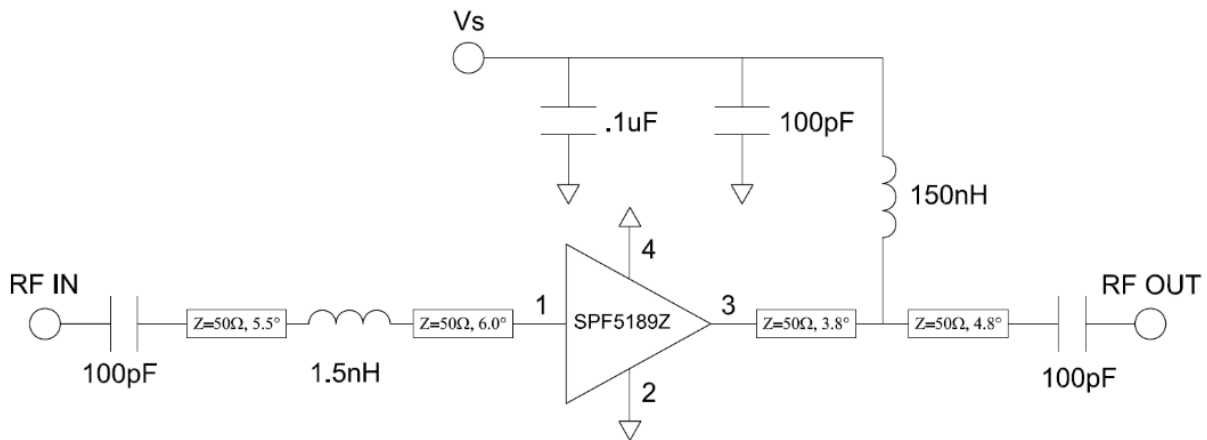 Vs
.1uF
100pF
150nH
4
RF IN
RF OUT
1
3
Z=50Ω, 5.5°
Z=50Ω, 6.0°
SPF5189Z
Z=50Ω, 3.8°
Z=50Ω, 4.8°
100pF
1.5nH
2
100pF